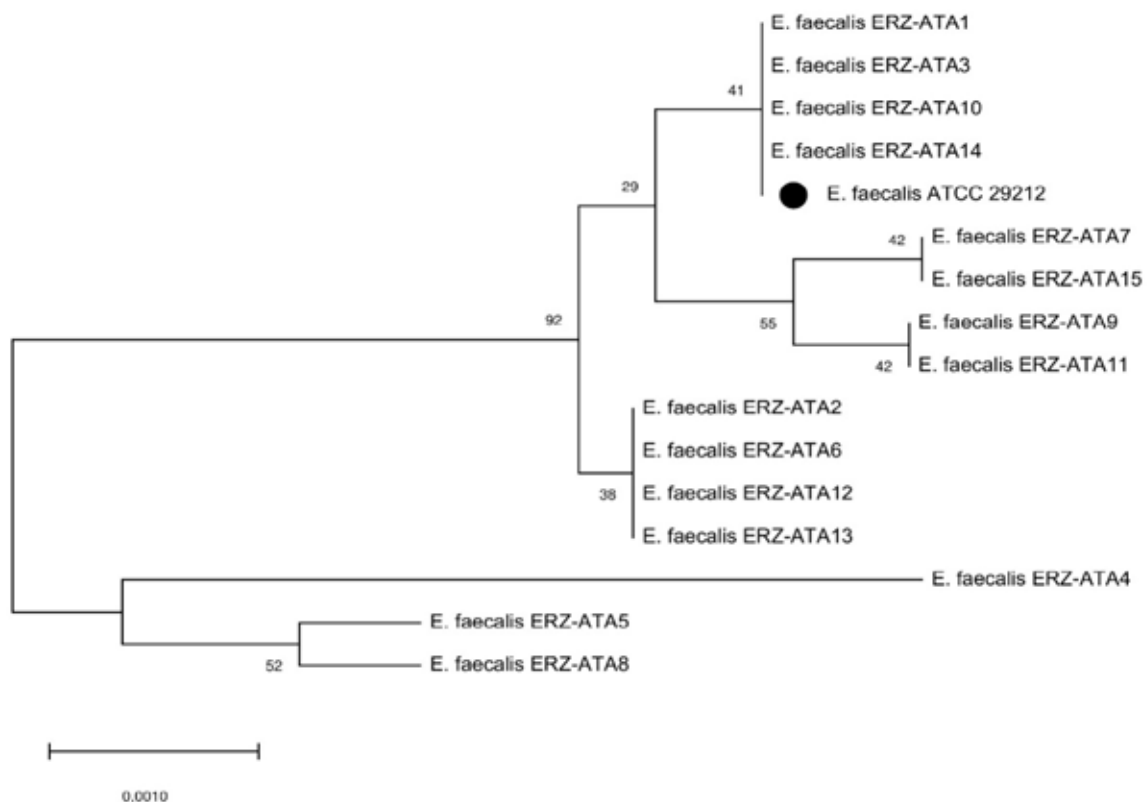 E. faecalis ERZ-ATA1
E. faecalis ERZ-ATA3
41
E. faecalis ERZ-ATA10
E. faecalis ERZ-ATA14
29
E. faecalis ATCC 29212
42
E. faecalis ERZ-ATA7
E. faecalis ERZ-ATA15
92
55
E. faecalis ERZ-ATA9
42
E. faecalis ERZ-ATA11
E. faecalis ERZ-ATA2
E. faecalis ERZ-ATA6
38
E. faecalis ERZ-ATA12
E. faecalis ERZ-ATA13
E. faecalis ERZ-ATA4
E. faecalis ERZ-ATA5
52
E. faecalis ERZ-ATA8
0.0010